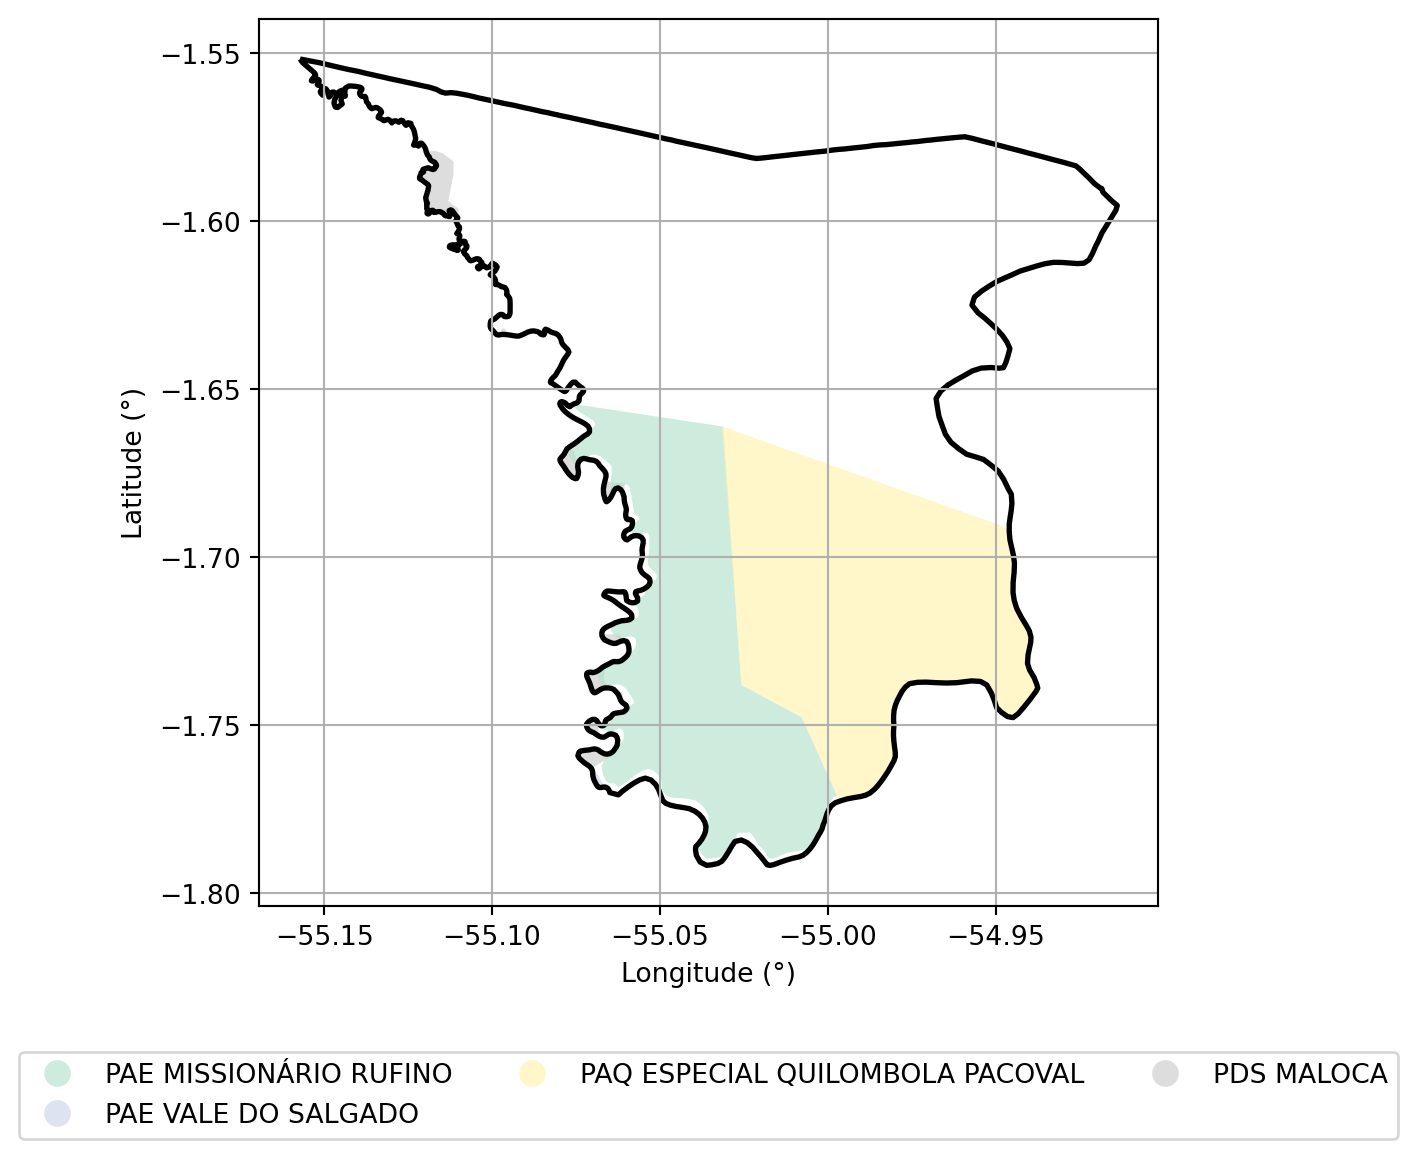 −1.55
−1.60
−1.65
−1.70
−1.75
−1.80
Latitude (°)
−55.15 −55.10 −55.05 −55.00 −54.95
Longitude (°)
PAE MISSIONÁRIO RUFINO PAQ ESPECIAL QUILOMBOLA PACOVAL PDS MALOCA
PAE VALE DO SALGADO